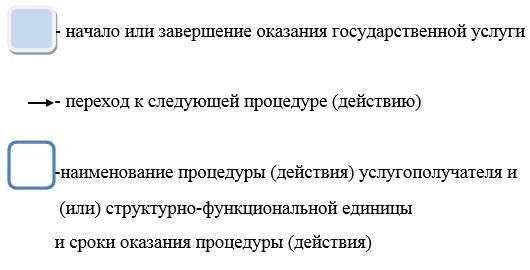 - начало или завершение оказания государственной услуги
- переход к следующей процедуре (действию)
-наименование процедуры (действия) услугополучателя и
(или) структурно-функциональной единицы
и сроки оказания процедуры (действия)